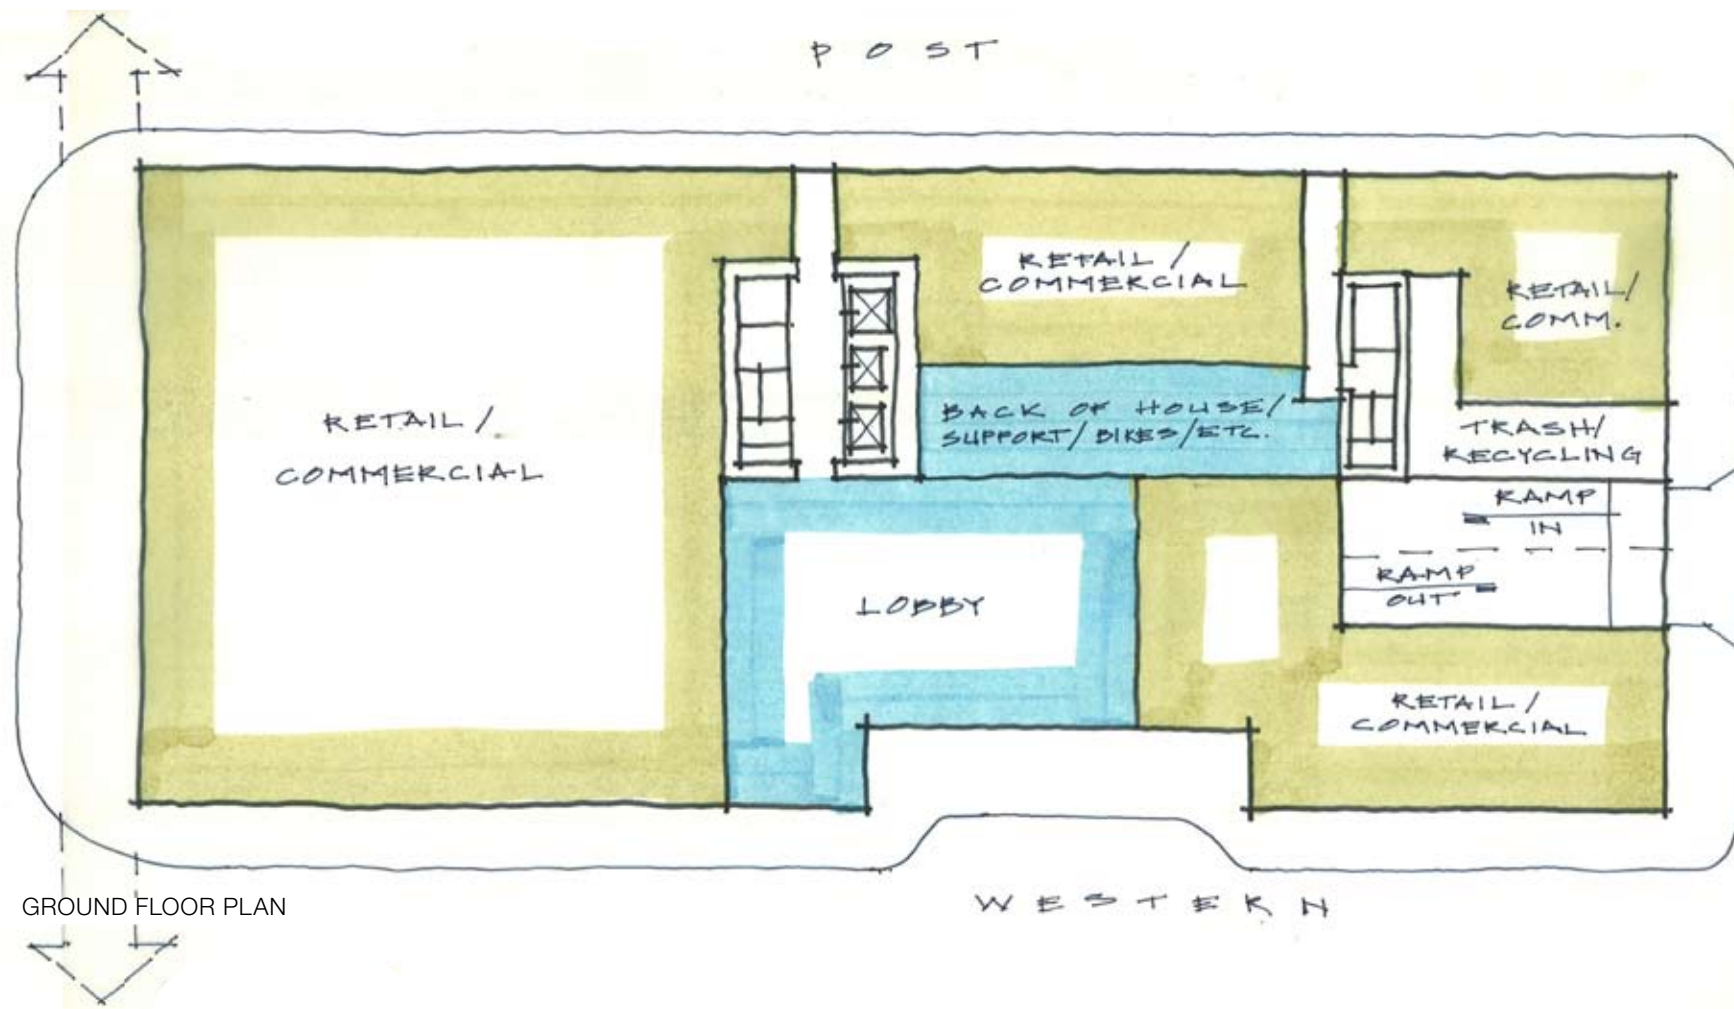 POST
RETAIL /
COMMERCIAL
RETAIL /
COMMERCIAL
RETAIL/
COMM.
BACK OF HOUSE/
SUPPORT/BIKES/ETC.
TRASH/
RECYCLING
RAMP
IN
RAMP
OUT
LOBBY
RETAIL /
COMMERCIAL
GROUND FLOOR PLAN
WESTERN